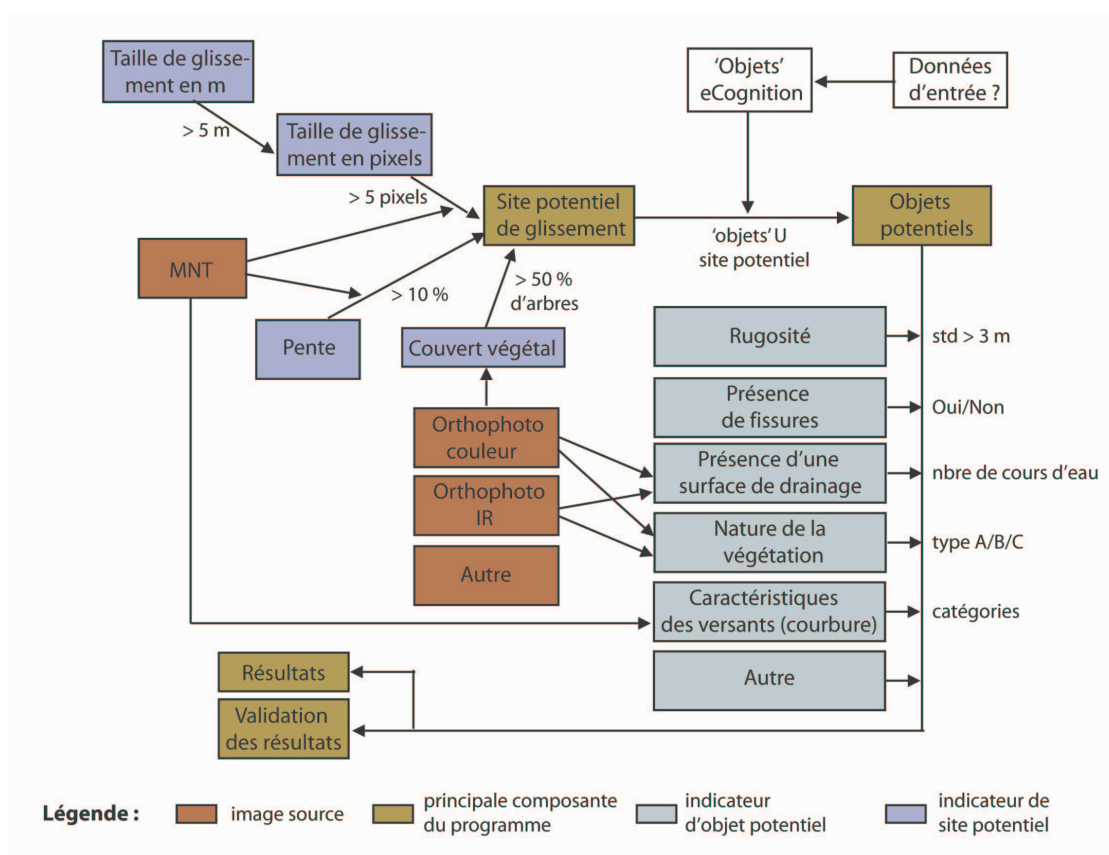 Taille de glisse-
ment en m
> 5 m
Taille de glisse-
ment en pixels
> 5 pixels
'Objets'
eCognition
Données
d'entrée ?
Site potentiel
de glissement
'objets' U
site potentiel
Objets
potentiels
MNT
> 10 %
Pente
> 50 %
d'arbres
Couvert végétal
Orthophoto
couleur
Orthophoto
IR
Autre
Rugosité
std > 3 m
Présence
de fissures
Oui/Non
Présence d'une
surface de drainage
nbre de cours d'eau
Nature de la
végétation
type A/B/C
Caractéristiques
des versants (courbure)
catégories
Autre
Résultats
Validation
des résultats
Légende :
image source
principale composante
du programme
indicateur
d'objet potentiel
indicateur de
site potentiel